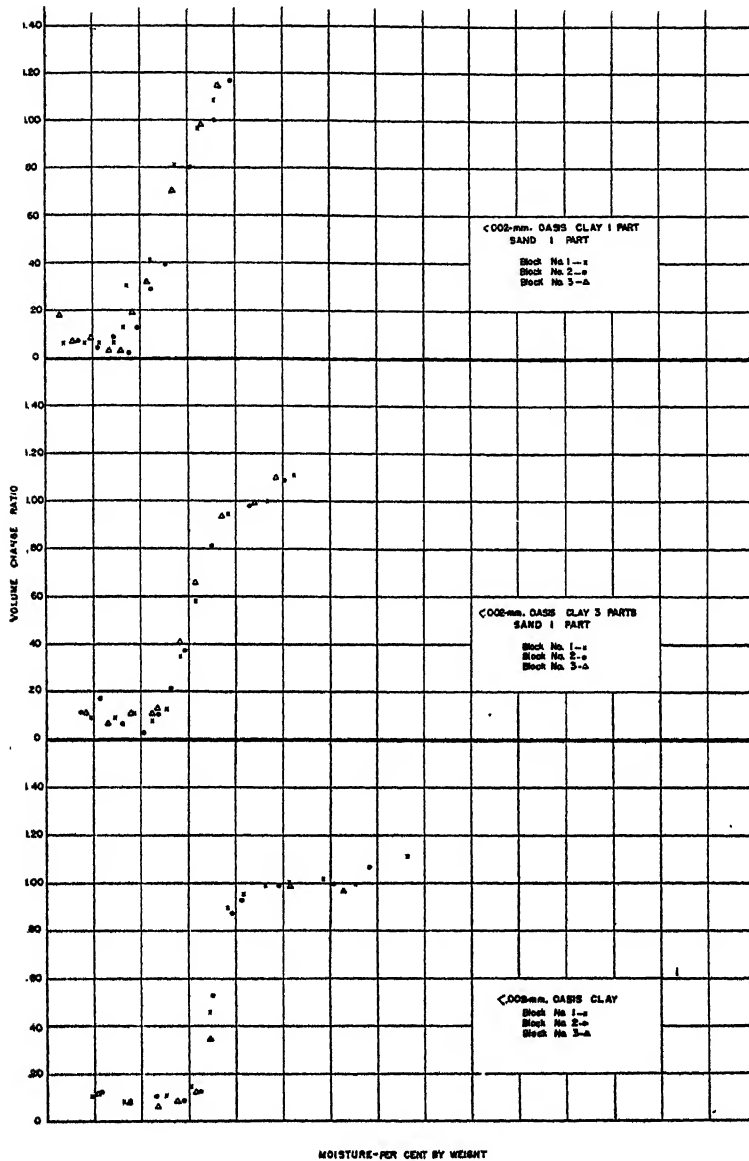 1.40
1.20
1.00
.80
.60
.40
.20
0
<.002-mm. OASIS CLAY 1 PART
SAND 1 PART
Block No. 1—x
Block No. 2—o
Block No. 3—△
1.40
1.20
1.00
.80
.60
.40
.20
0
<.002-mm. OASIS CLAY 3 PARTS
SAND 1 PART
Block No. 1—x
Block No. 2—o
Block No. 3—△
VOLUME CHANGE RATIO
1.40
1.20
1.00
.80
.60
.40
.20
0
<.002-mm. OASIS CLAY
Block No. 1—x
Block No. 2—o
Block No. 3—△
MOISTURE-PER CENT BY WEIGHT